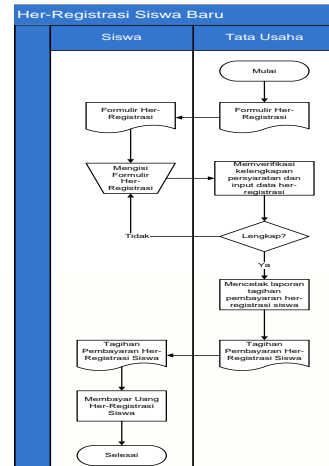 Her-Registrasi Siswa Baru
Siswa
Tata Usaha
Mulai
Formulir Her-
Registrasi
Formulir Her-
Registrasi
Mengisi
Formulir
Her-
Registrasi
Memverifikasi
kelengkapan
persyaratan dan
input data her-
registrasi
Tidak
Lengkap?
Ya
Mencetak laporan
tagihan
pembayaran her-
registrasi siswa
Tagihan
Pembayaran Her-
Registrasi Siswa
Tagihan
Pembayaran Her-
Registrasi Siswa
Membayar Uang
Her-Registrasi
Siswa
Selesai